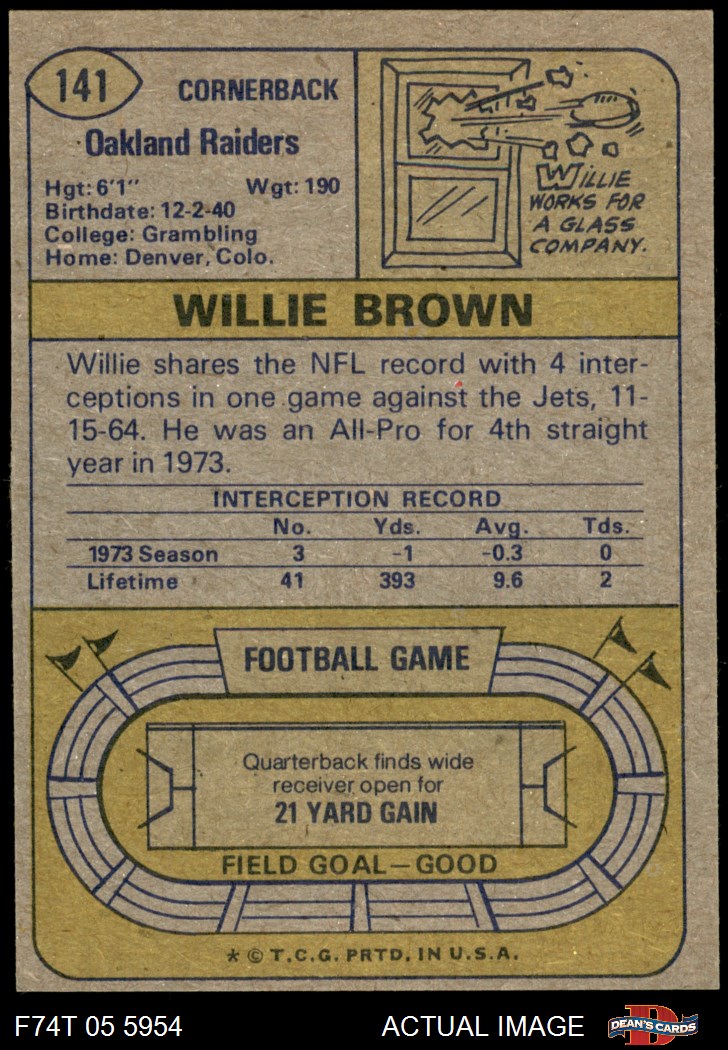 141
CORNERBACK
Oakland Raiders
Hgt: 6'1" Wgt: 190
Birthdate: 12-2-40
College: Grambling
Home: Denver, Colo.
WILLIE
WORKS FOR
A GLASS
COMPANY.
WILLIE BROWN
Willie shares the NFL record with 4 inter-
ceptions in one game against the Jets, 11-
15-64. He was an All-Pro for 4th straight
year in 1973.
INTERCEPTION RECORD
No. Yds. Avg. Tds.
1973 Season 3 -1 -0.3 0
Lifetime 41 393 9.6 2
FOOTBALL GAME
Quarterback finds wide
receiver open for
21 YARD GAIN
FIELD GOAL—GOOD
* © T.C.G. PRTD. IN U.S.A.
F74T 05 5954 ACTUAL IMAGE DEAN'S CARDS